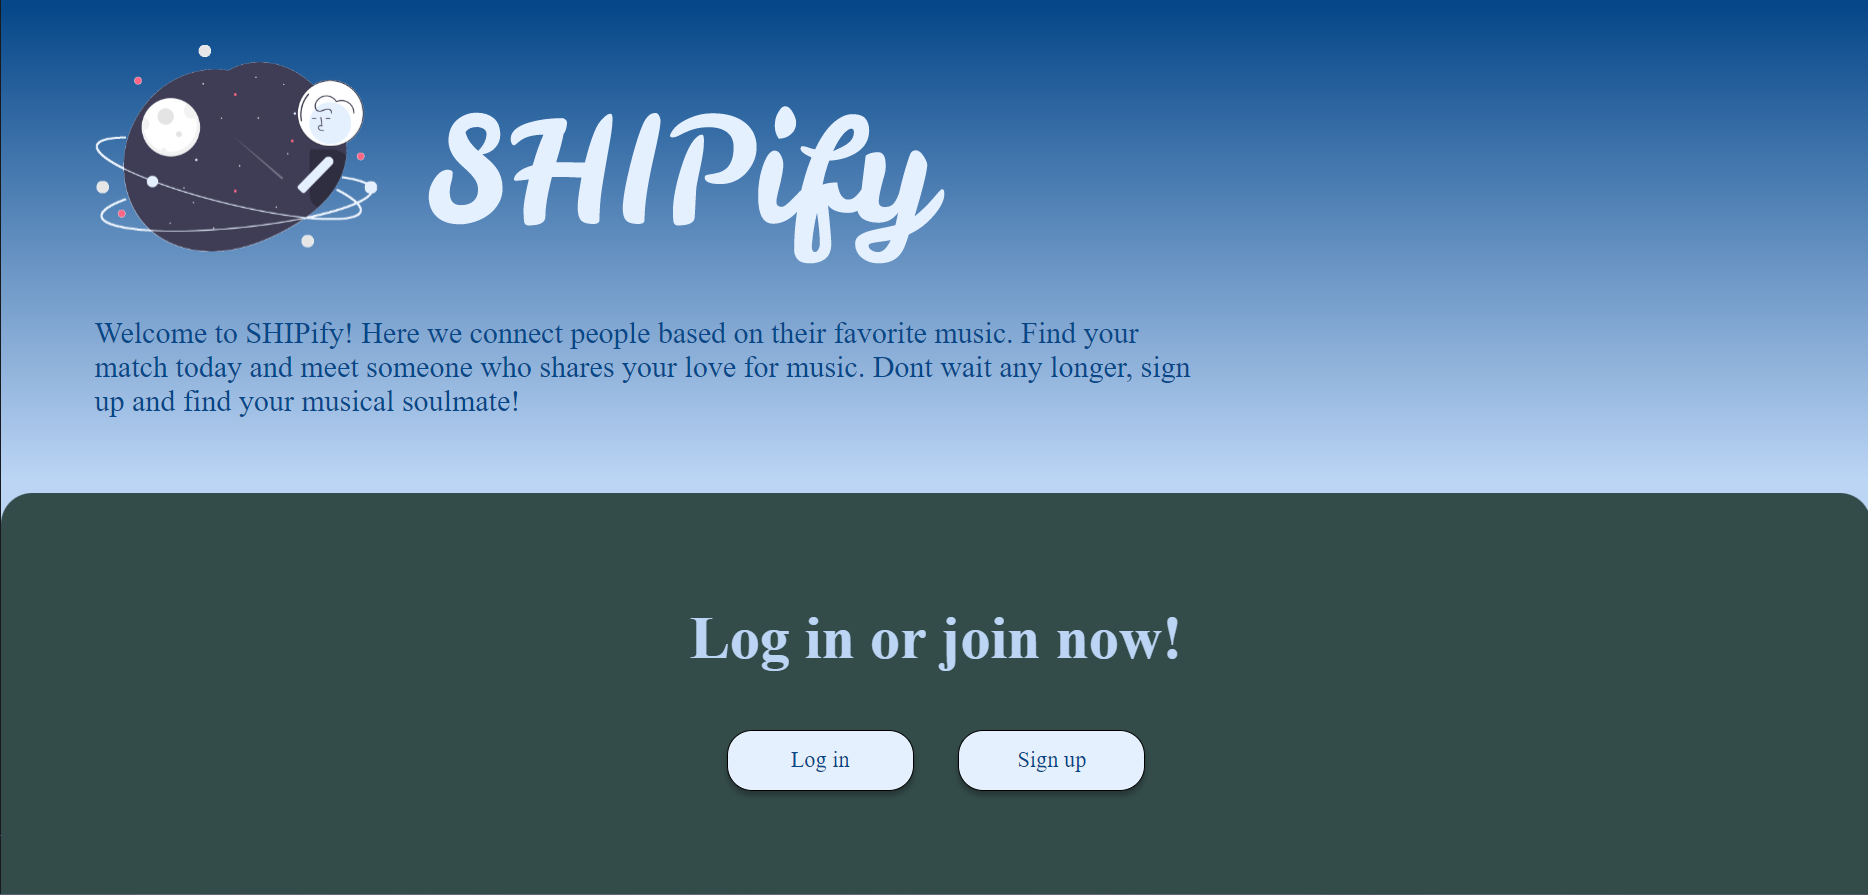 SHIPify
Welcome to SHIPify! Here we connect people based on their favorite music. Find your
match today and meet someone who shares your love for music. Dont wait any longer, sign
up and find your musical soulmate!
Log in or join now!
Log in
Sign up